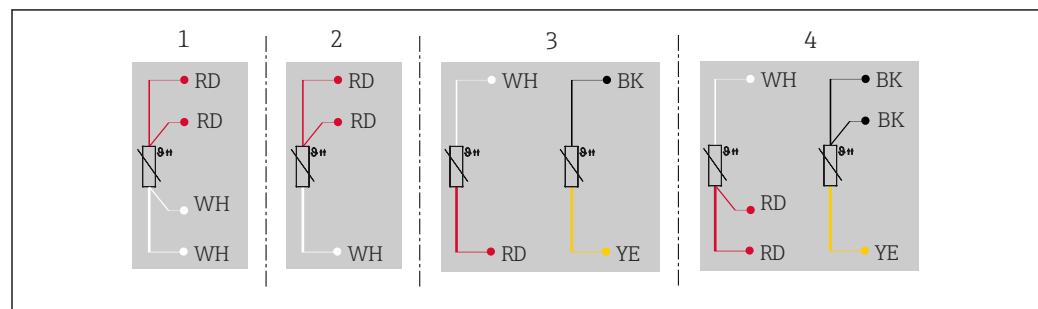 1 2 3 4
RD RD WH BK WH BK
RD RD BK
ϑ↑↑ ϑ↑↑ ϑ↑↑ ϑ↑↑ ϑ↑↑ ϑ↑↑
WH RD
WH WH RD YE RD YE